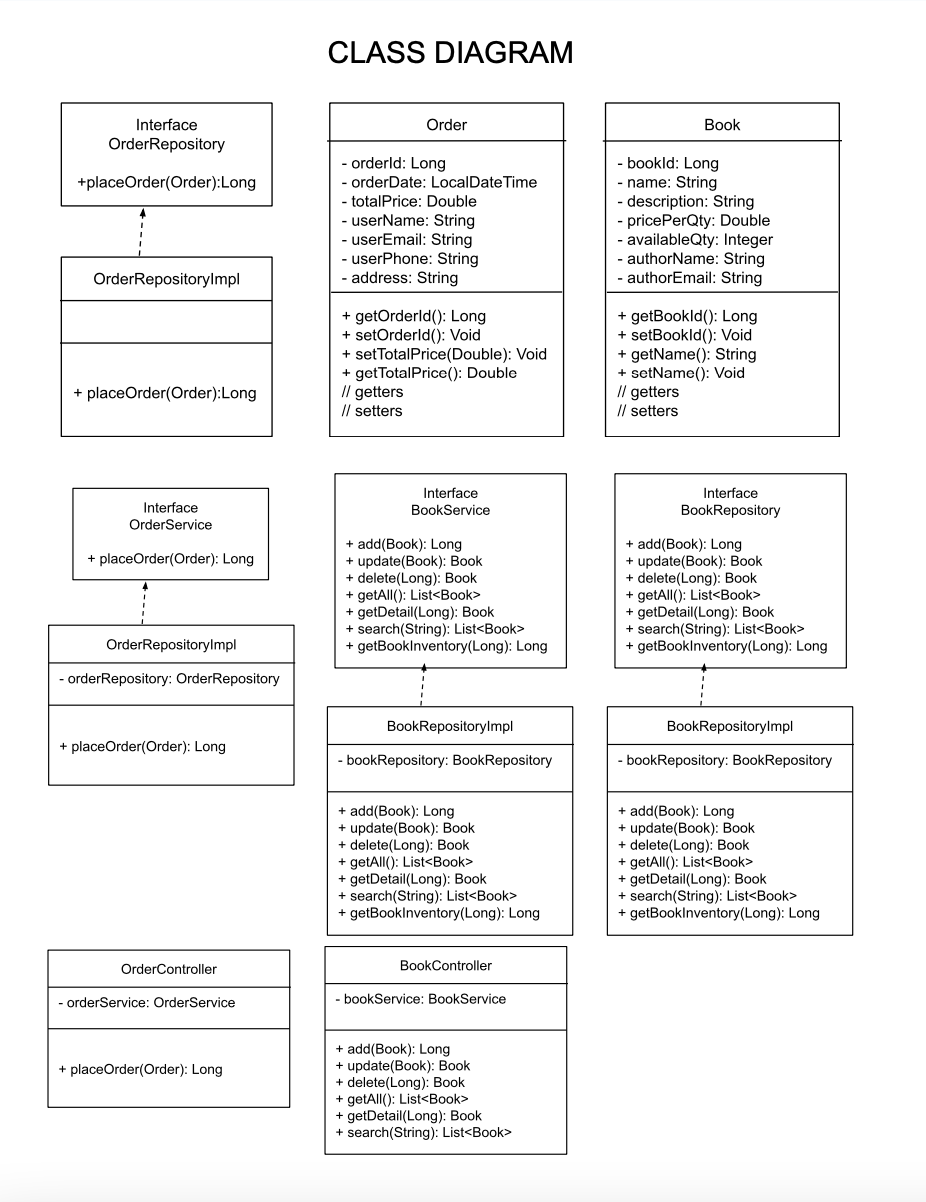 CLASS DIAGRAM
Interface
OrderRepository
+placeOrder(Order):Long
OrderRepositoryImpl
+ placeOrder(Order):Long
Order
- orderId: Long
- orderDate: LocalDateTime
- totalPrice: Double
- userName: String
- userEmail: String
- userPhone: String
- address: String
+ getOrderId(): Long
+ setOrderId(): Void
+ setTotalPrice(Double): Void
+ getTotalPrice(): Double
// getters
// setters
Book
- bookId: Long
- name: String
- description: String
- pricePerQty: Double
- availableQty: Integer
- authorName: String
- authorEmail: String
+ getBookId(): Long
+ setBookId(): Void
+ getName(): String
+ setName(): Void
// getters
// setters
Interface
OrderService
+ placeOrder(Order): Long
OrderRepositoryImpl
- orderRepository: OrderRepository
+ placeOrder(Order): Long
Interface
BookService
+ add(Book): Long
+ update(Book): Book
+ delete(Long): Book
+ getAll(): List<Book>
+ getDetail(Long): Book
+ search(String): List<Book>
+ getBookInventory(Long): Long
BookRepositoryImpl
- bookRepository: BookRepository
+ add(Book): Long
+ update(Book): Book
+ delete(Long): Book
+ getAll(): List<Book>
+ getDetail(Long): Book
+ search(String): List<Book>
+ getBookInventory(Long): Long
Interface
BookRepository
+ add(Book): Long
+ update(Book): Book
+ delete(Long): Book
+ getAll(): List<Book>
+ getDetail(Long): Book
+ search(String): List<Book>
+ getBookInventory(Long): Long
BookRepositoryImpl
- bookRepository: BookRepository
+ add(Book): Long
+ update(Book): Book
+ delete(Long): Book
+ getAll(): List<Book>
+ getDetail(Long): Book
+ search(String): List<Book>
+ getBookInventory(Long): Long
OrderController
- orderService: OrderService
+ placeOrder(Order): Long
BookController
- bookService: BookService
+ add(Book): Long
+ update(Book): Book
+ delete(Long): Book
+ getAll(): List<Book>
+ getDetail(Long): Book
+ search(String): List<Book>